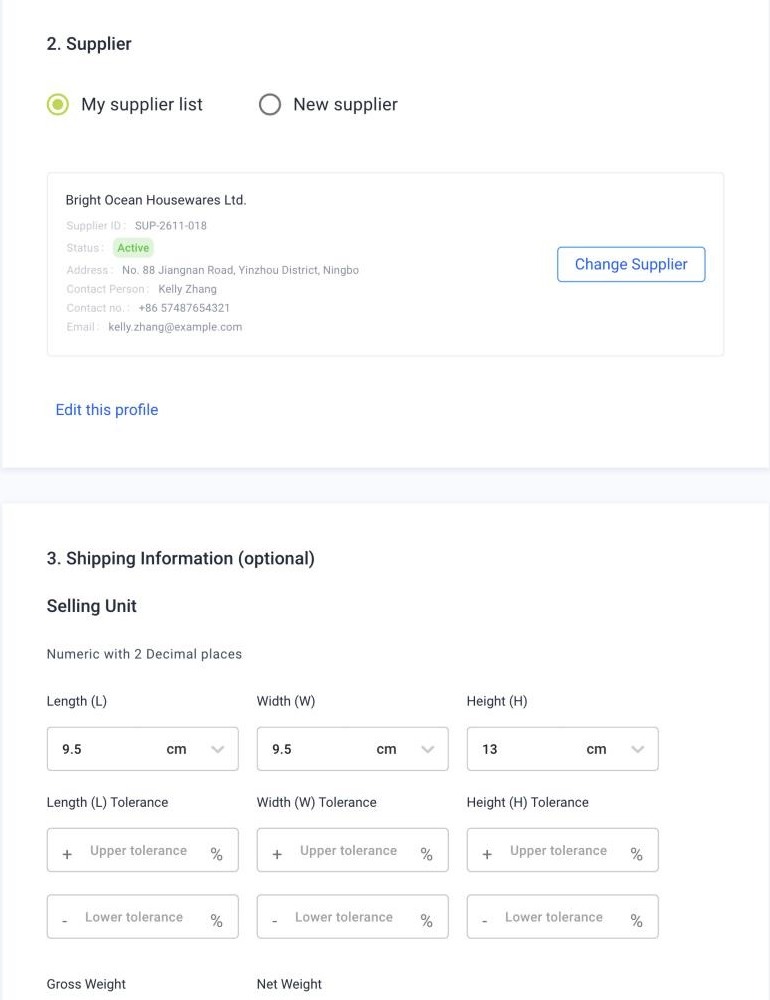 2. Supplier
My supplier list New supplier
Bright Ocean Housewares Ltd.
Supplier ID : SUP-2611-018
Status : Active
Address : No. 88 Jiangnan Road, Yinzhou District, Ningbo
Contact Person : Kelly Zhang
Contact no. : +86 57487654321
Email : kelly.zhang@example.com
Change Supplier
Edit this profile
3. Shipping Information (optional)
Selling Unit
Numeric with 2 Decimal places
Length (L) Width (W) Height (H)
9.5 cm 9.5 cm 13 cm
Length (L) Tolerance Width (W) Tolerance Height (H) Tolerance
+ Upper tolerance % + Upper tolerance % + Upper tolerance %
- Lower tolerance % - Lower tolerance % - Lower tolerance %
Gross Weight Net Weight